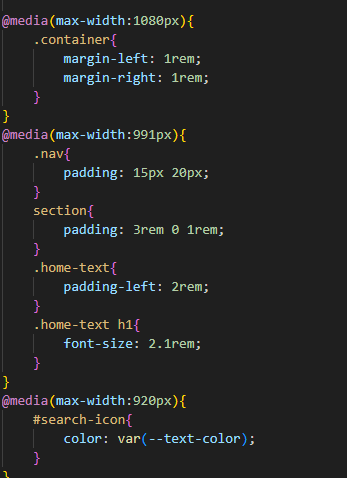 @media(max-width:1080px){
    .container{
        margin-left: 1rem;
        margin-right: 1rem;
    }
}
@media(max-width:991px){
    .nav{
        padding: 15px 20px;
    }
    section{
        padding: 3rem 0 1rem;
    }
    .home-text{
        padding-left: 2rem;
    }
    .home-text h1{
        font-size: 2.1rem;
    }
}
@media(max-width:920px){
    #search-icon{
        color: var(--text-color);
    }
}